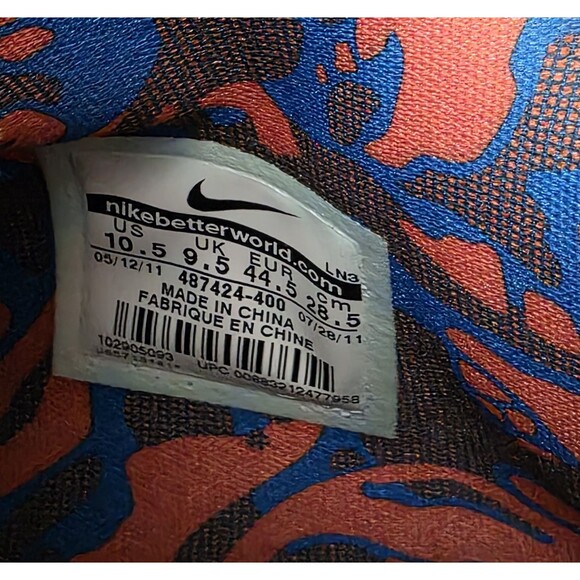 nikebetterworld.com
US UK EUR cm
10.5 9.5 44.5 28.5
LN3
05/12/11 487424-400 07/28/11
MADE IN CHINA
FABRIQUE EN CHINE
102905093
UPC 00883212477958